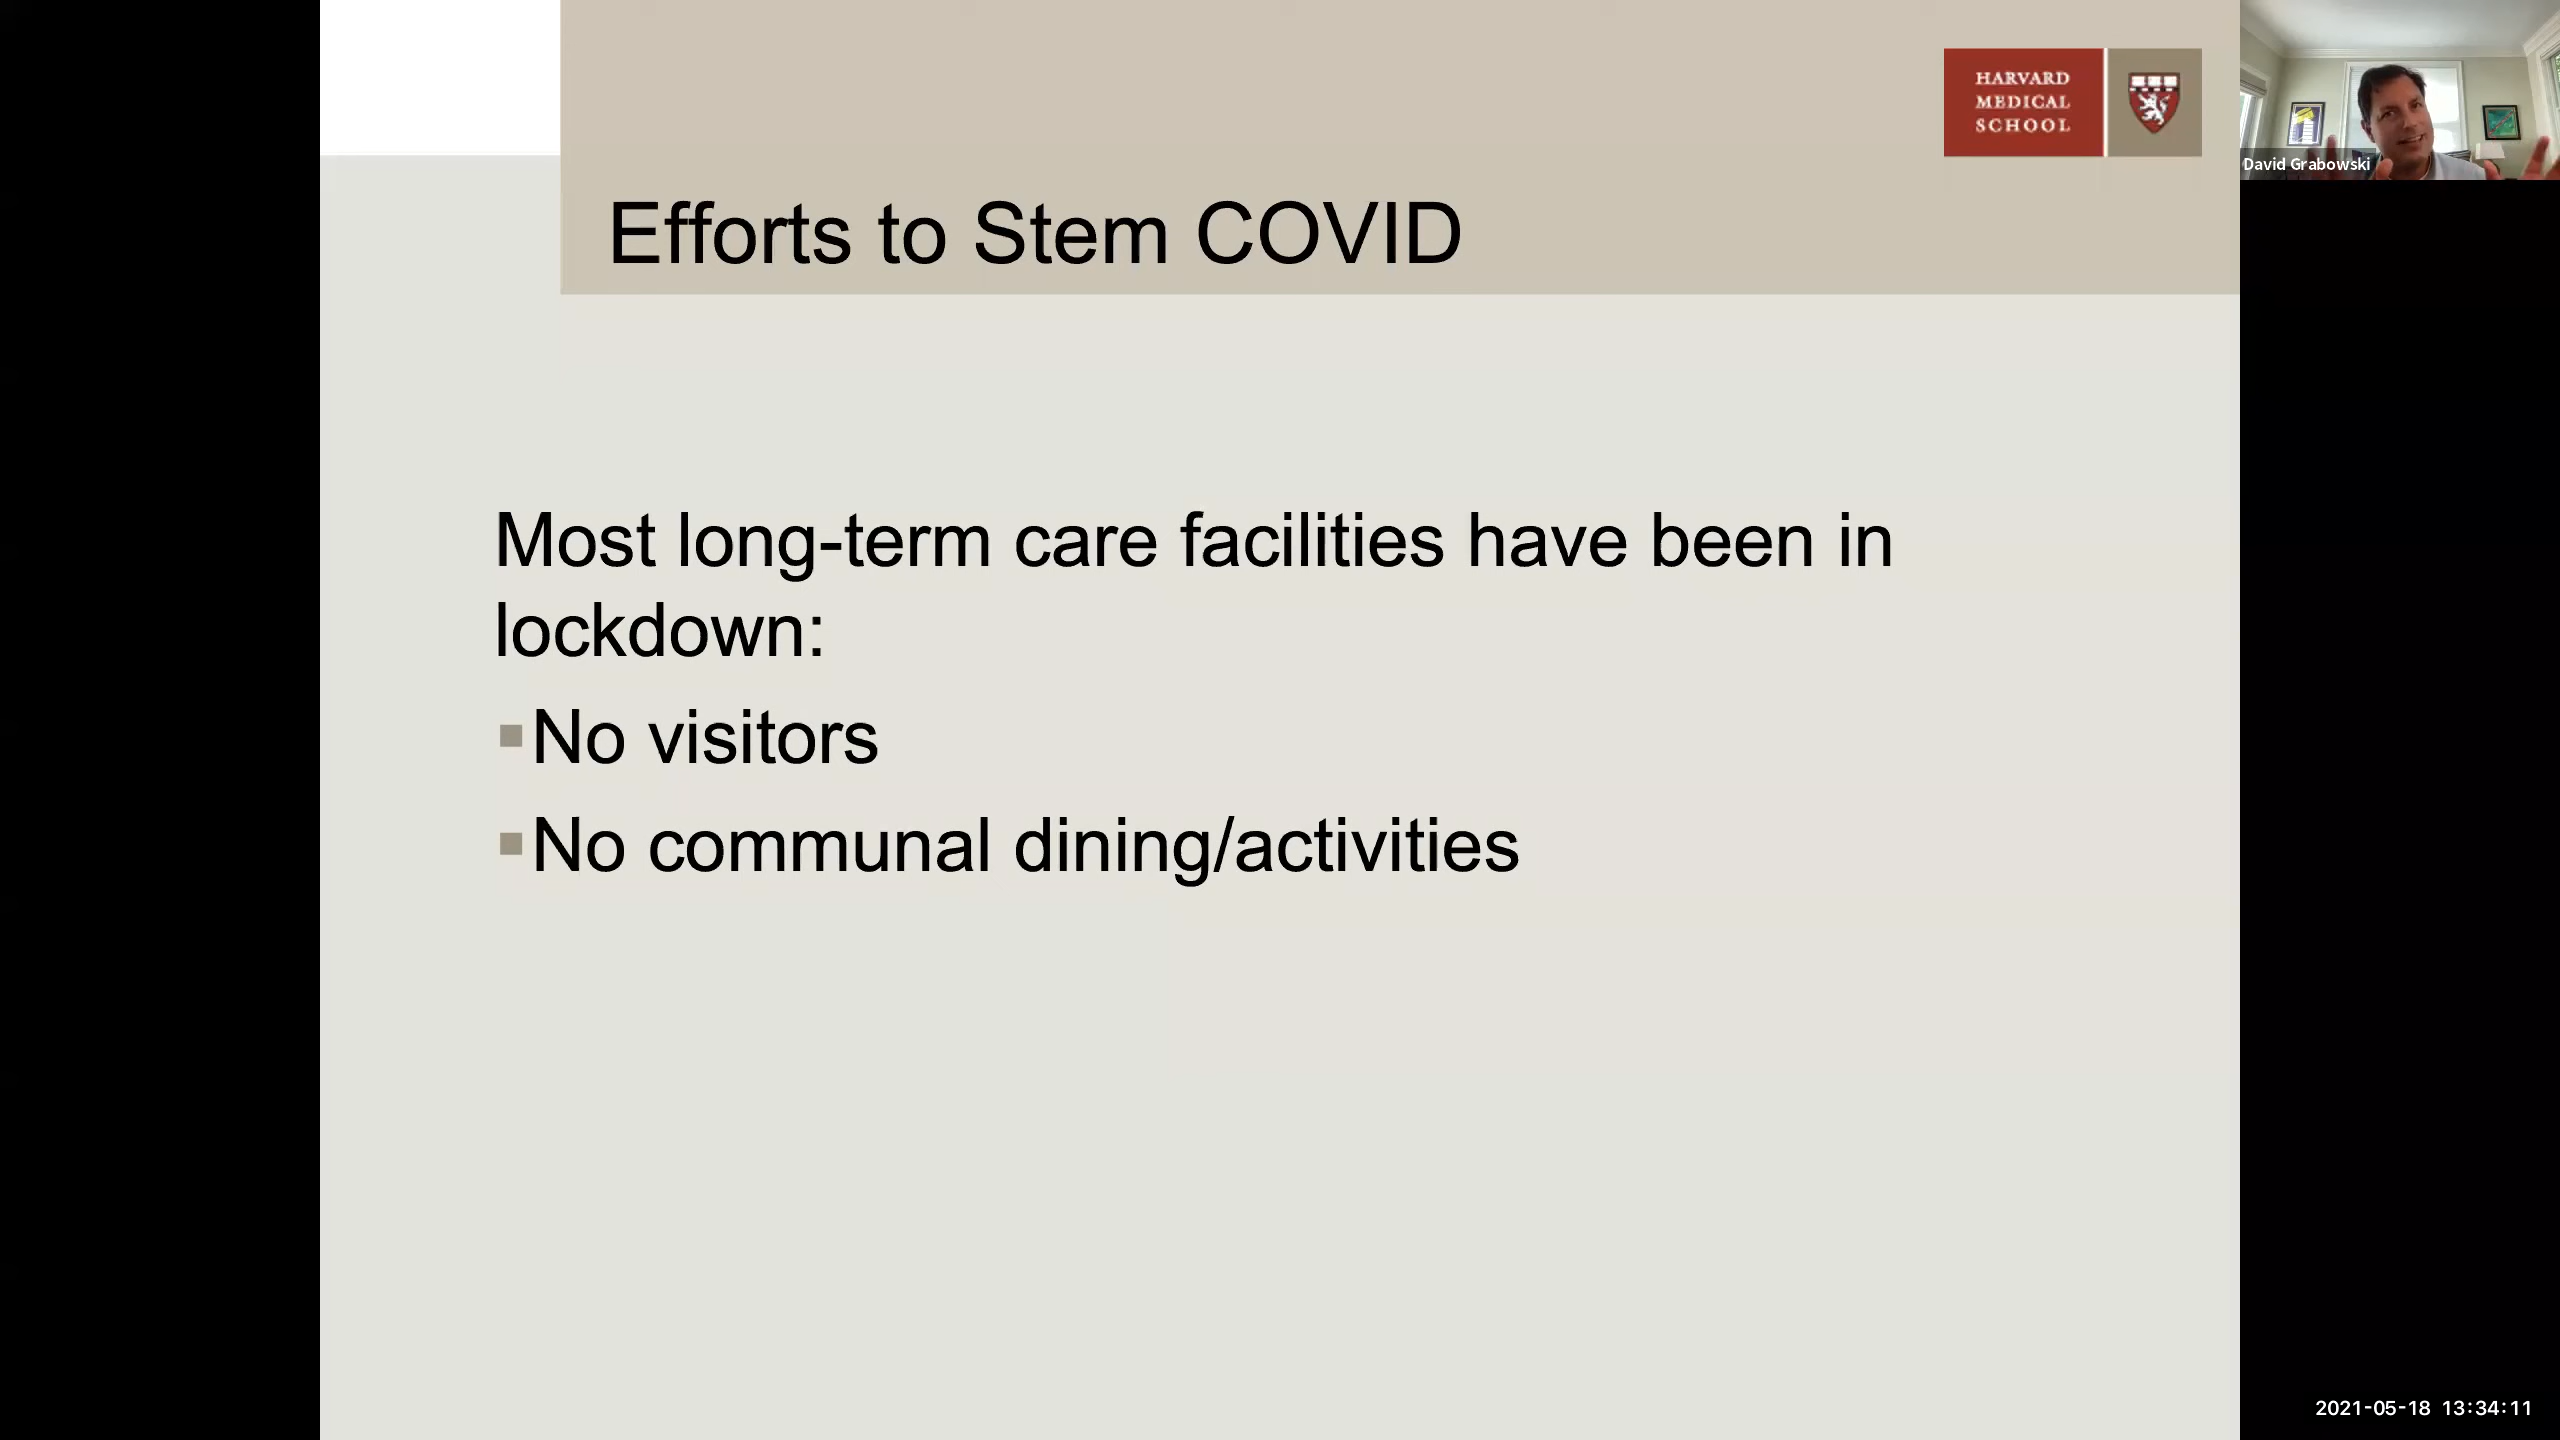 HARVARD
MEDICAL
SCHOOL
David Grabowski
Efforts to Stem COVID
Most long-term care facilities have been in
lockdown:
No visitors
No communal dining/activities
2021-05-18 13:34:11